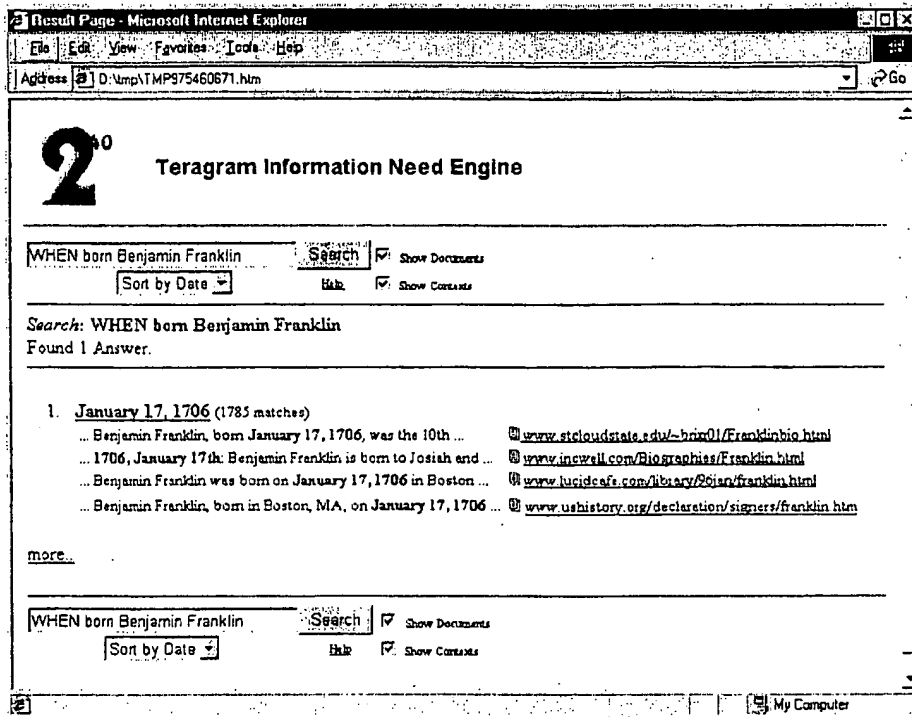 Result Page - Microsoft Internet Explorer
File Edit View Favorites Tools Help
Address D:\tmp\TMP975460671.htm Go
2
Teragram Information Need Engine
WHEN born Benjamin Franklin Search Show Documents
Sort by Date Help Show Contexts
Search: WHEN born Benjamin Franklin
Found 1 Answer.
1. January 17, 1706 (1785 matches)
... Benjamin Franklin, born January 17, 1706, was the 10th ... www.stcloudstate.edu/~brix01/Franklinbio.html
... 1706, January 17th: Benjamin Franklin is born to Josiah and ... www.incwell.com/Biographies/Franklin.html
... Benjamin Franklin was born on January 17, 1706 in Boston ... www.lucidcafe.com/library/96jan/franklin.html
... Benjamin Franklin, born in Boston, MA, on January 17, 1706 ... www.ushistory.org/declaration/signers/franklin.htm
more..
WHEN born Benjamin Franklin Search Show Documents
Sort by Date Help Show Contexts
My Computer